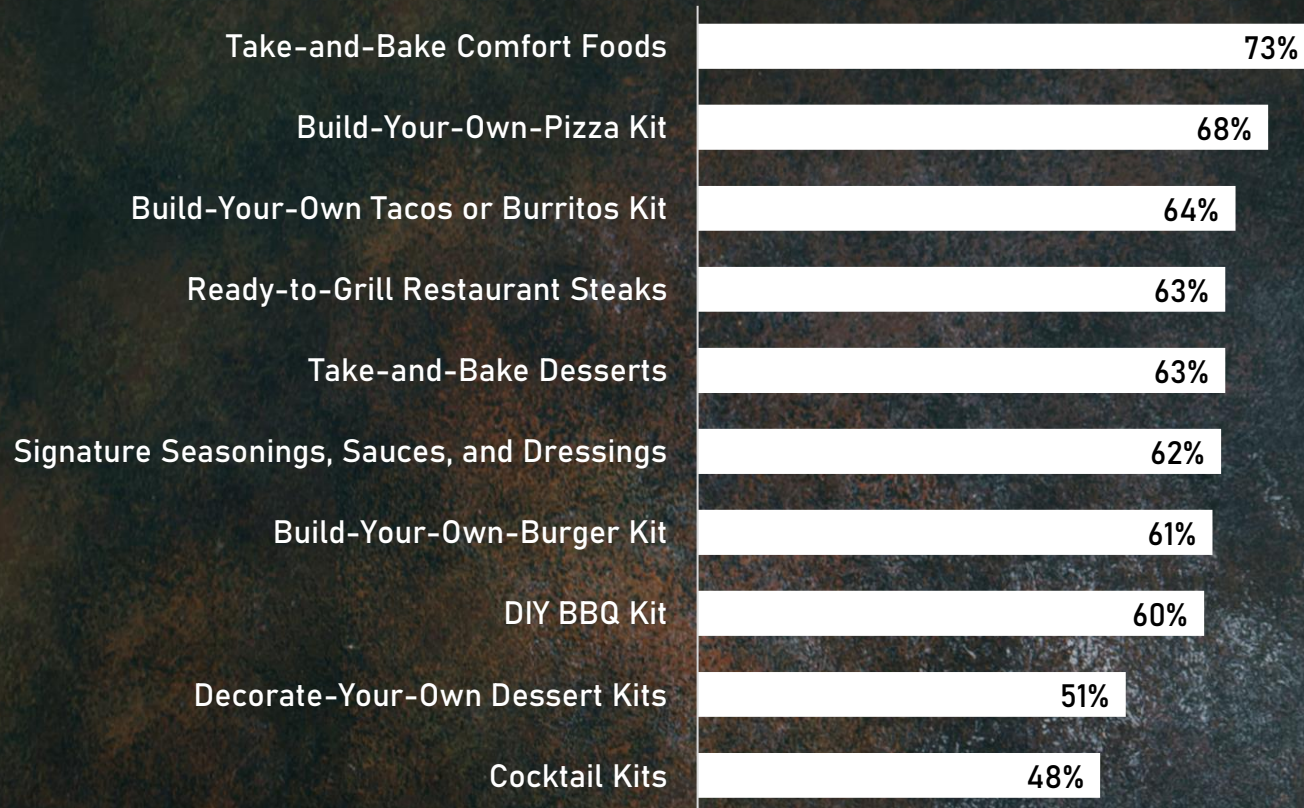 Take-and-Bake Comfort Foods 73%
Build-Your-Own-Pizza Kit 68%
Build-Your-Own Tacos or Burritos Kit 64%
Ready-to-Grill Restaurant Steaks 63%
Take-and-Bake Desserts 63%
Signature Seasonings, Sauces, and Dressings 62%
Build-Your-Own-Burger Kit 61%
DIY BBQ Kit 60%
Decorate-Your-Own Dessert Kits 51%
Cocktail Kits 48%